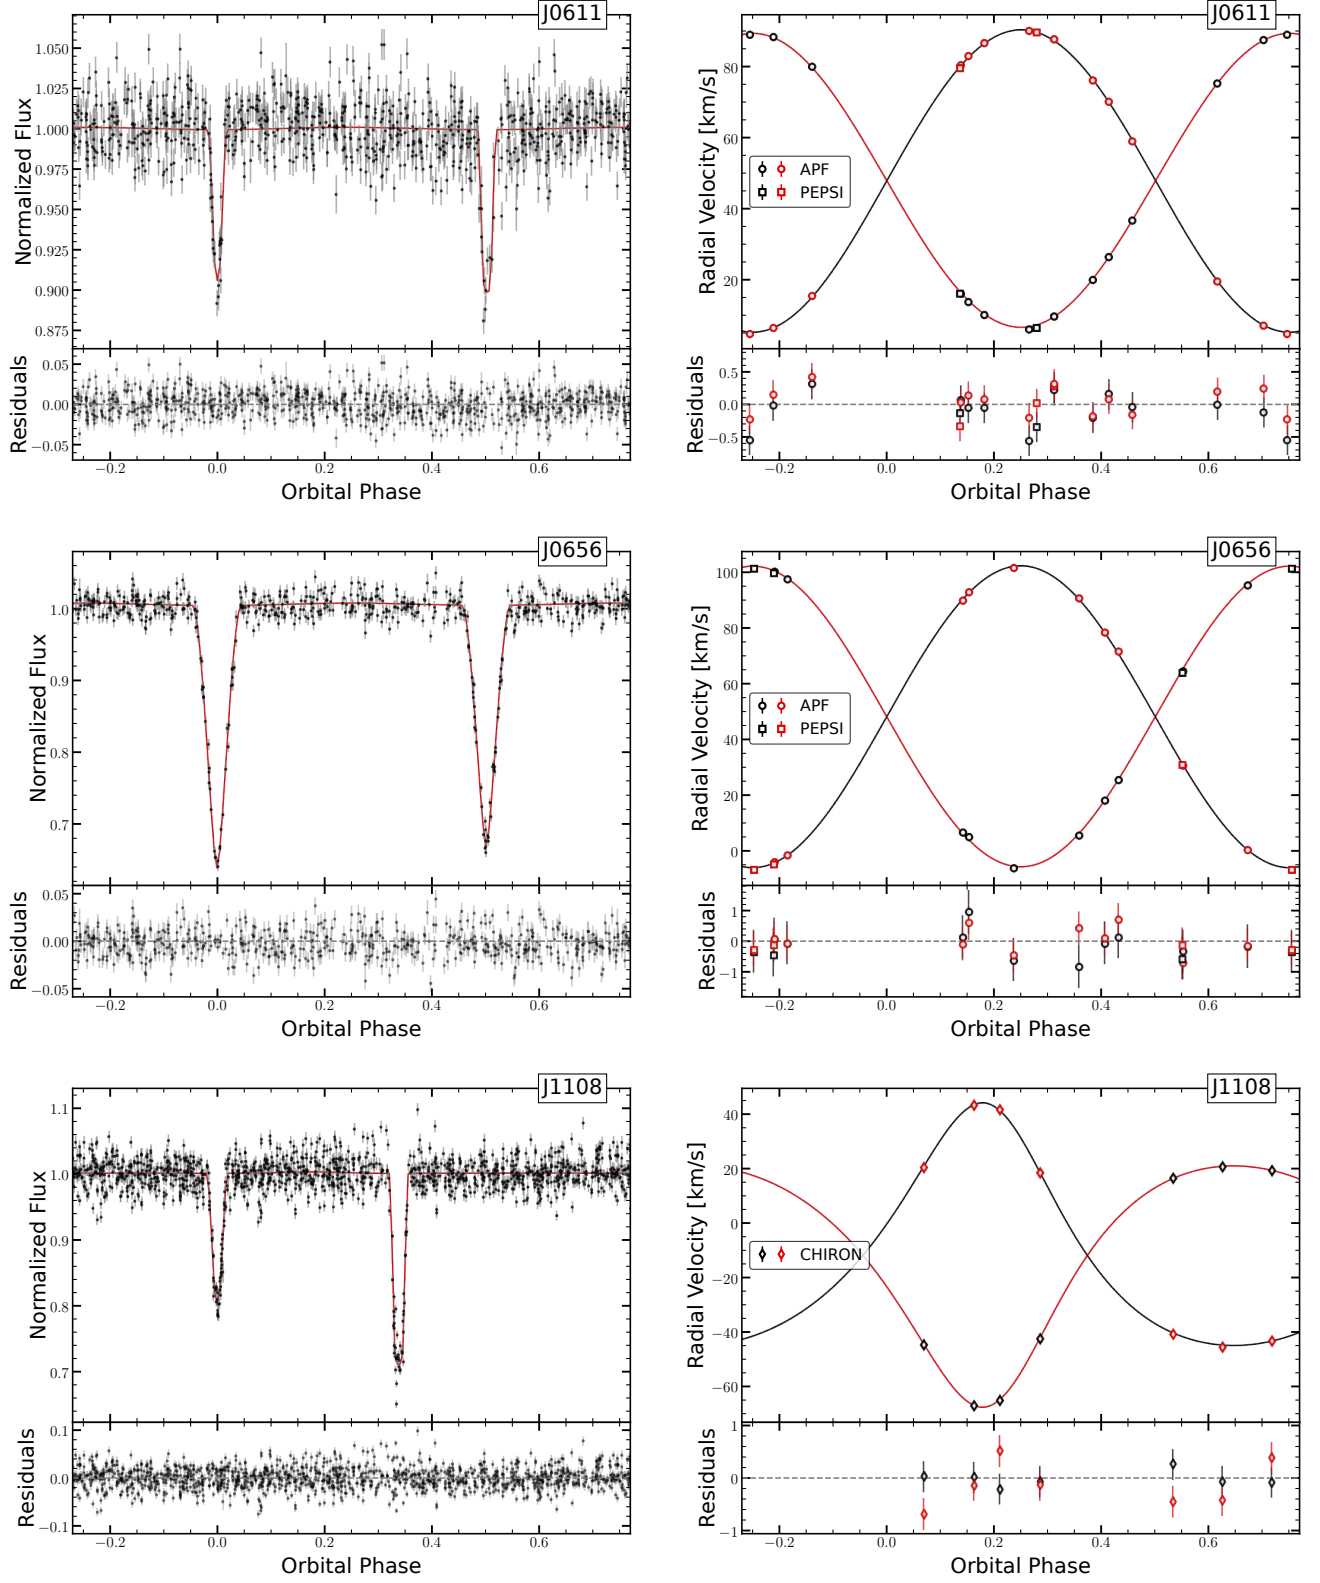 J0611
Normalized Flux
1.050
1.025
1.000
0.975
0.950
0.925
0.900
0.875
Residuals
0.05
0.00
−0.05
−0.2
0.0
0.2
0.4
0.6
Orbital Phase
J0611
Radial Velocity [km/s]
80
60
40
20
APF
PEPSI
Residuals
0.5
0.0
−0.5
−0.2
0.0
0.2
0.4
0.6
Orbital Phase
J0656
Normalized Flux
1.0
0.9
0.8
0.7
Residuals
0.05
0.00
−0.05
−0.2
0.0
0.2
0.4
0.6
Orbital Phase
J0656
Radial Velocity [km/s]
100
80
60
40
20
0
APF
PEPSI
Residuals
1
0
−1
−0.2
0.0
0.2
0.4
0.6
Orbital Phase
J1108
Normalized Flux
1.1
1.0
0.9
0.8
0.7
Residuals
0.1
0.0
−0.1
−0.2
0.0
0.2
0.4
0.6
Orbital Phase
J1108
Radial Velocity [km/s]
40
20
0
−20
−40
−60
CHIRON
Residuals
1
0
−1
−0.2
0.0
0.2
0.4
0.6
Orbital Phase